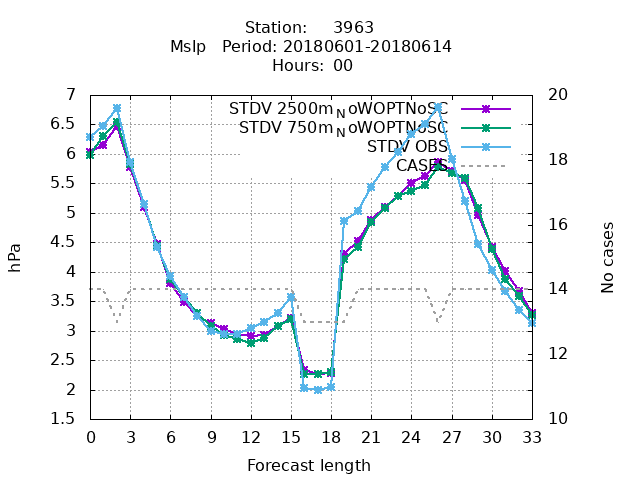 Station: 3963
Mslp Period: 20180601-20180614
Hours: 00
7 20
6.5
6 18
5.5
5 16
4.5
4 14
3.5
3
2.5 12
2
1.5 10
STDV 2500m_NoWOPTNoSC
STDV 750m_NoWOPTNoSC
STDV OBS
CASES
hPa
No cases
0 3 6 9 12 15 18 21 24 27 30 33
Forecast length